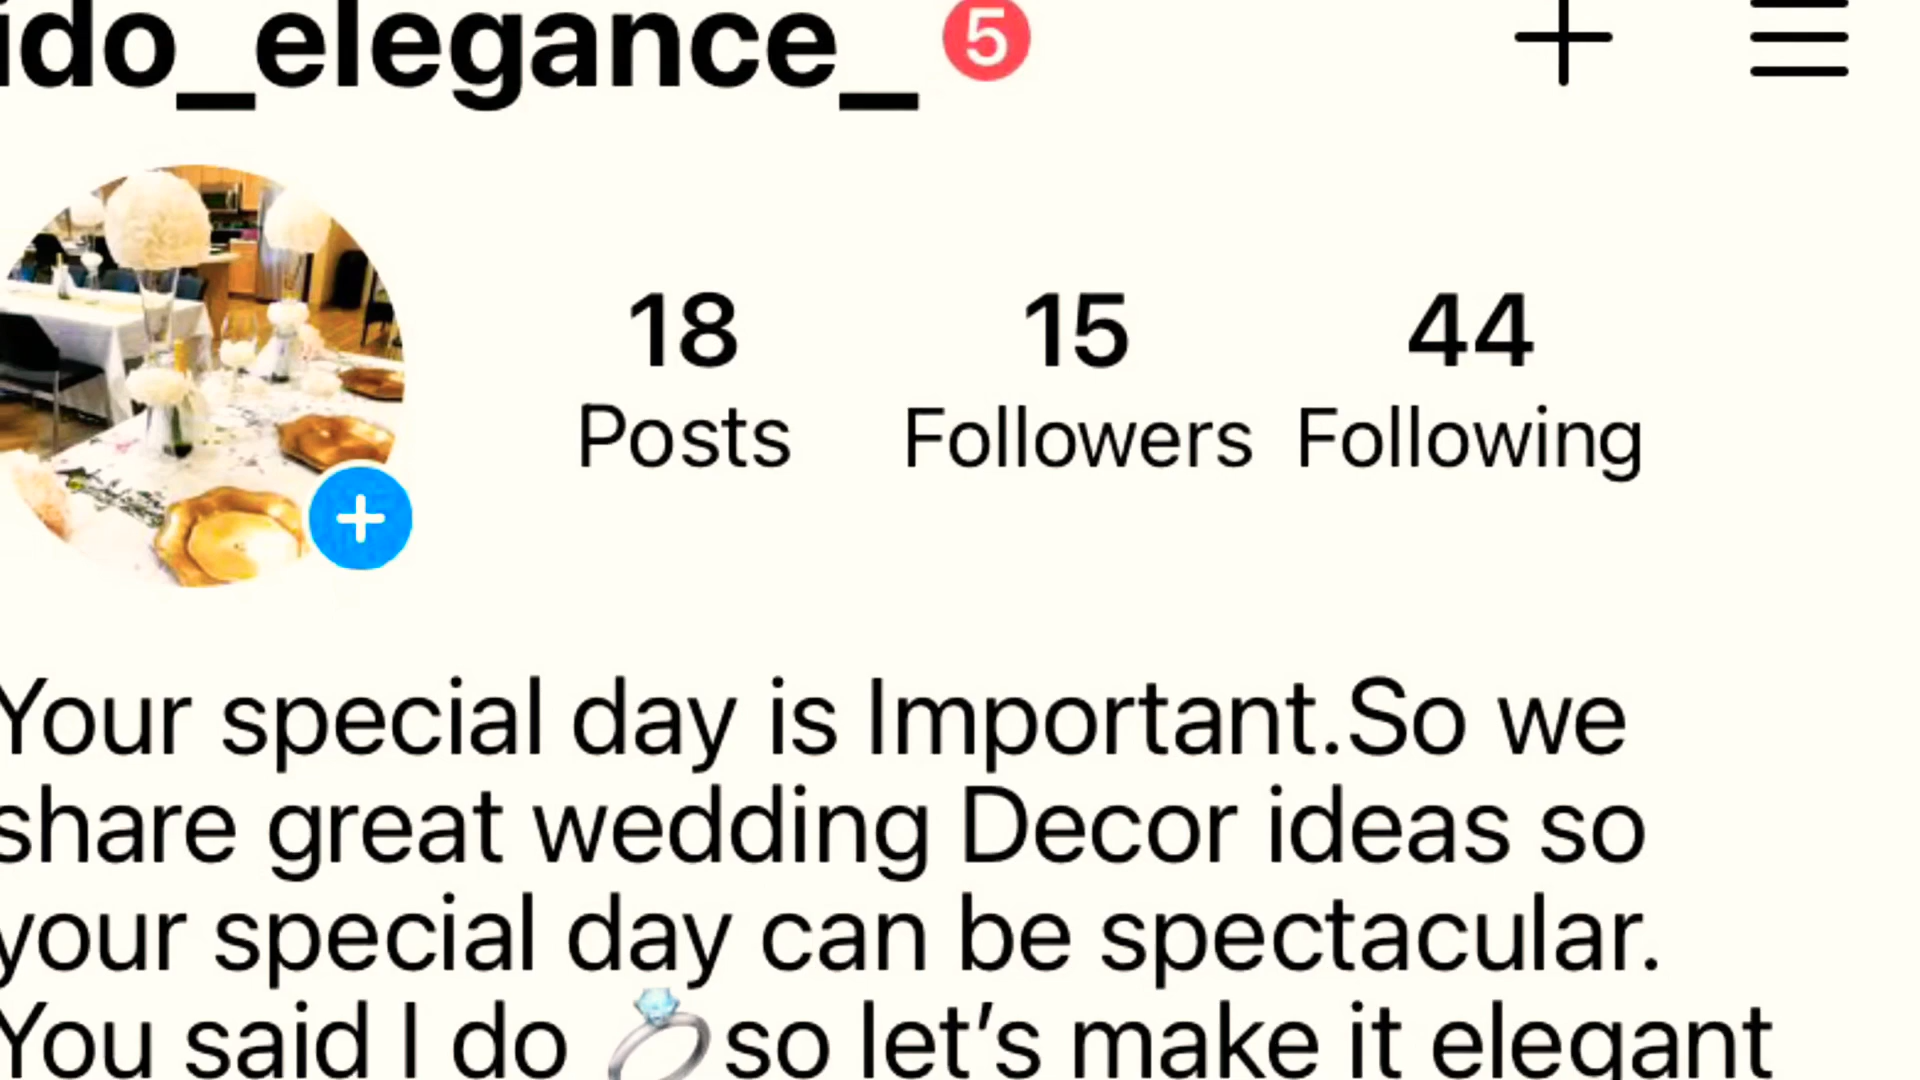 ido_elegance_ 5
18 15 44
Posts Followers Following
Your special day is Important.So we
share great wedding Decor ideas so
your special day can be spectacular.
You said I do 💍so let's make it elegant